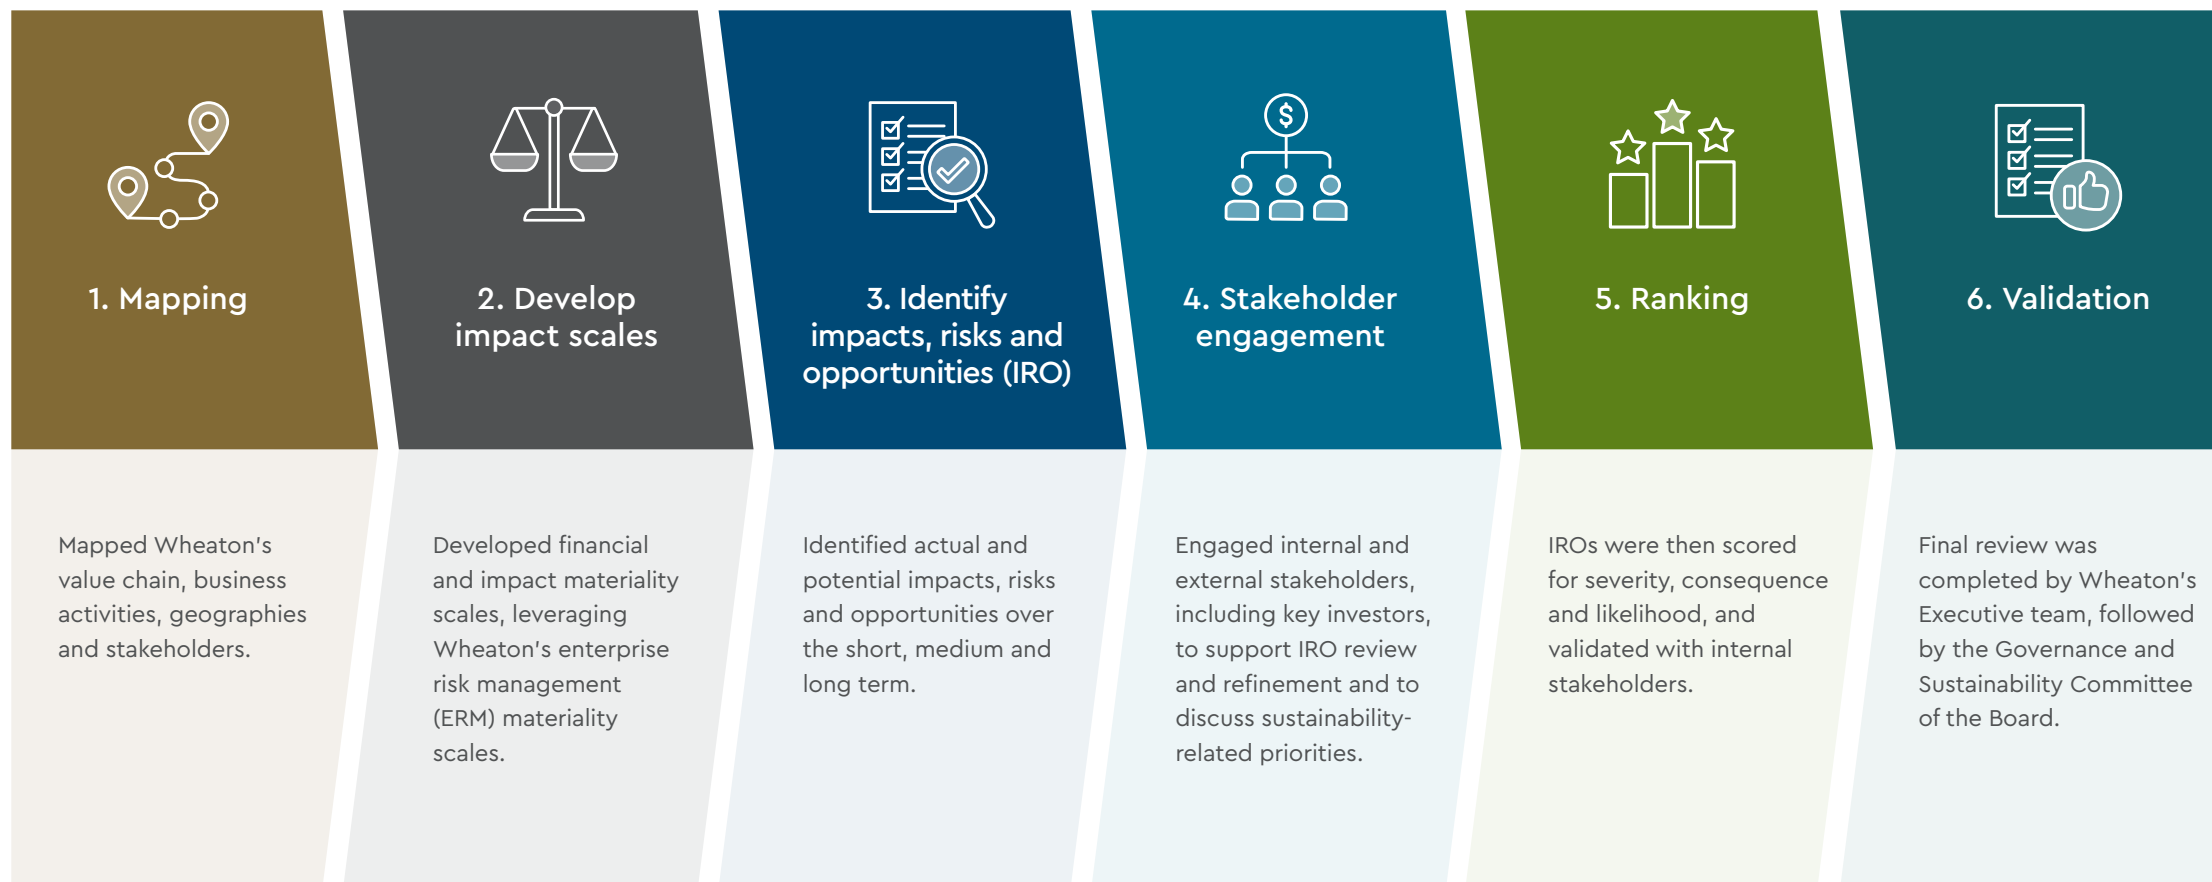 1. Mapping
Mapped Wheaton's
value chain, business
activities, geographies
and stakeholders.
2. Develop
impact scales
Developed financial
and impact materiality
scales, leveraging
Wheaton's enterprise
risk management
(ERM) materiality
scales.
3. Identify
impacts, risks and
opportunities (IRO)
Identified actual and
potential impacts, risks
and opportunities over
the short, medium and
long term.
$
4. Stakeholder
engagement
Engaged internal and
external stakeholders,
including key investors,
to support IRO review
and refinement and to
discuss sustainability-
related priorities.
5. Ranking
IROs were then scored
for severity, consequence
and likelihood, and
validated with internal
stakeholders.
6. Validation
Final review was
completed by Wheaton's
Executive team, followed
by the Governance and
Sustainability Committee
of the Board.